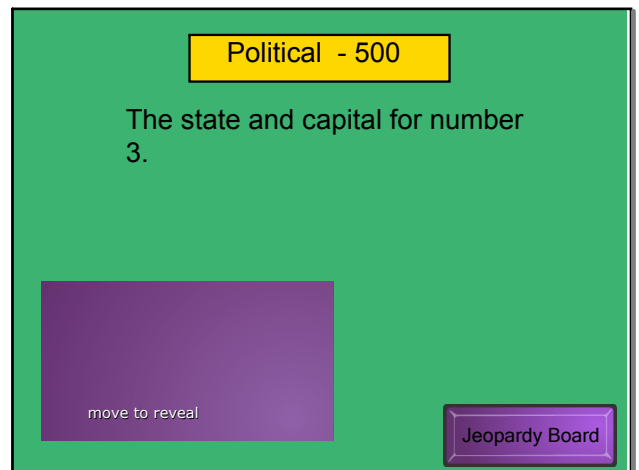 Political - 500
The state and capital for number
3.
move to reveal
Jeopardy Board